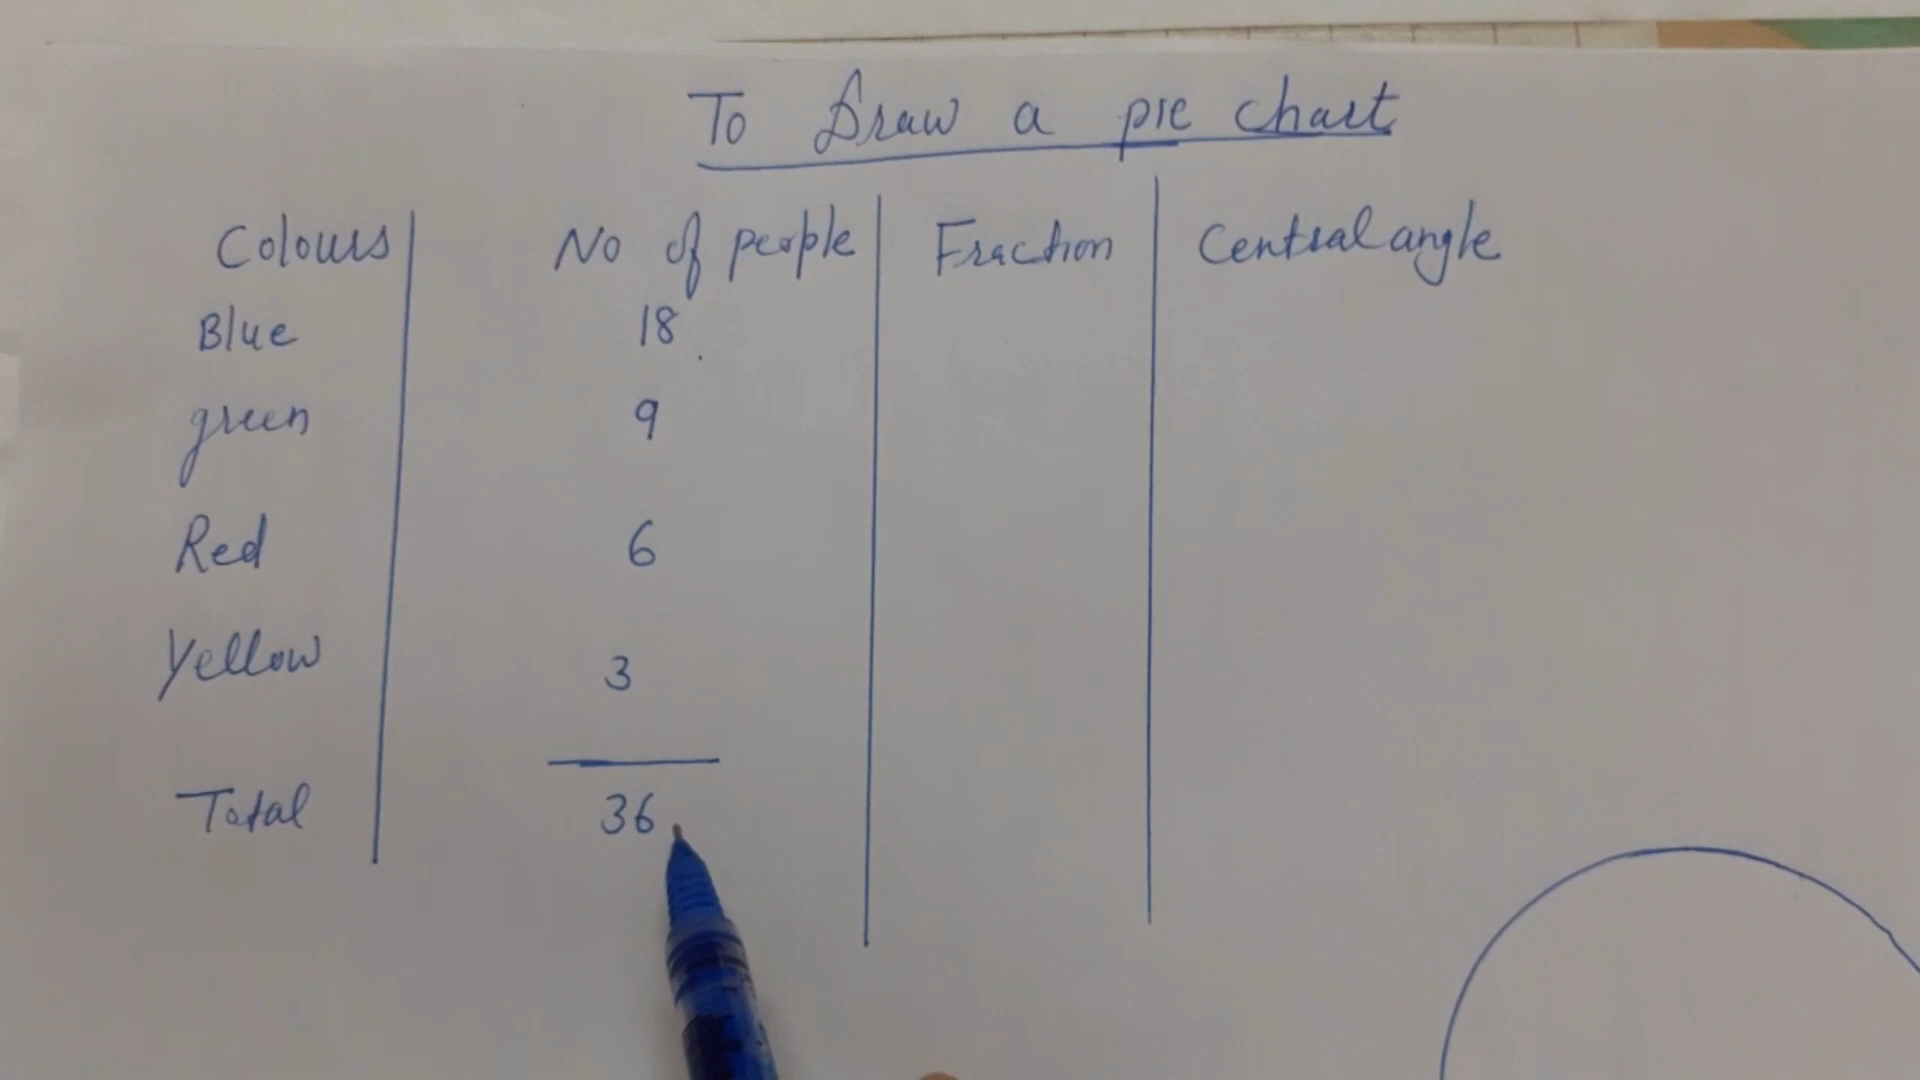 To Draw a pie chart
Colours No of people Fraction Central angle
Blue 18
green 9
Red 6
Yellow 3
Total 36